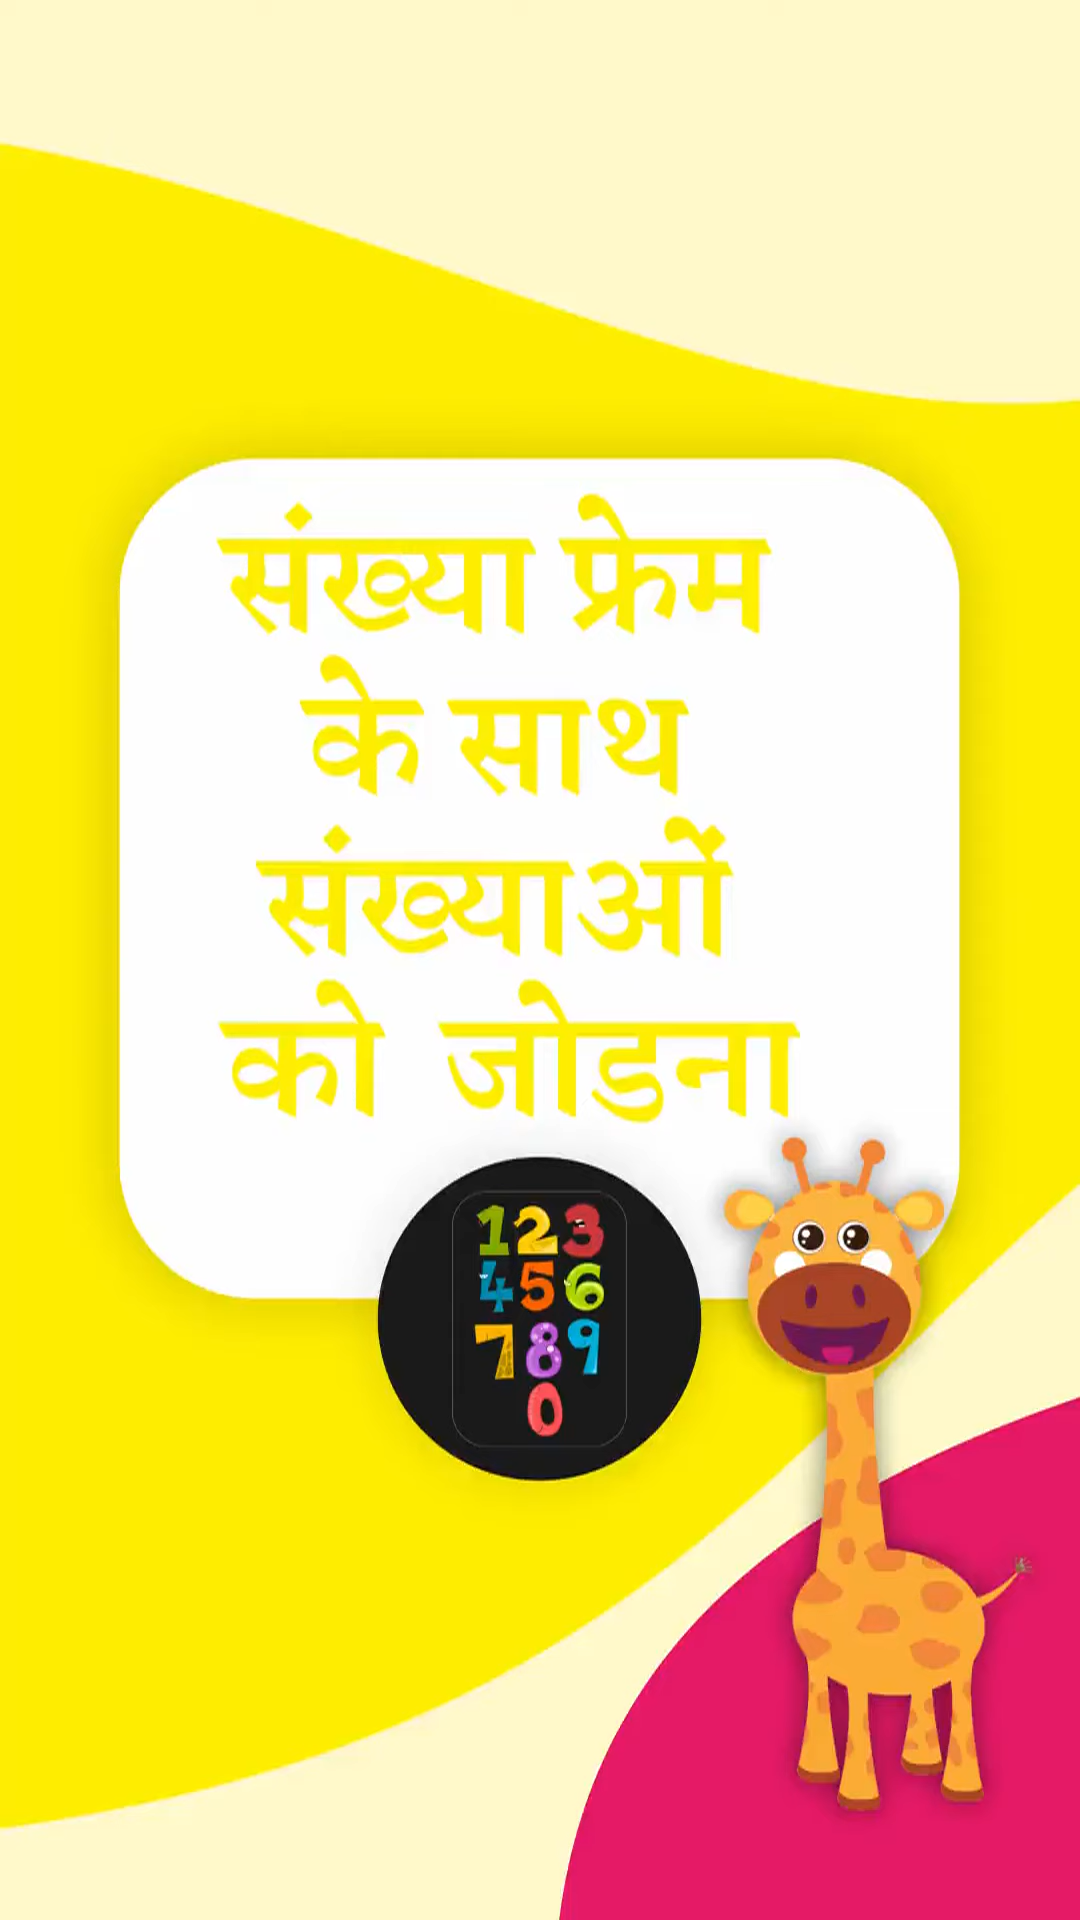 संख्या फ्रेम
के साथ
संख्याओं
को जोडना
1 2 3
4 5 6
7 8 9
0